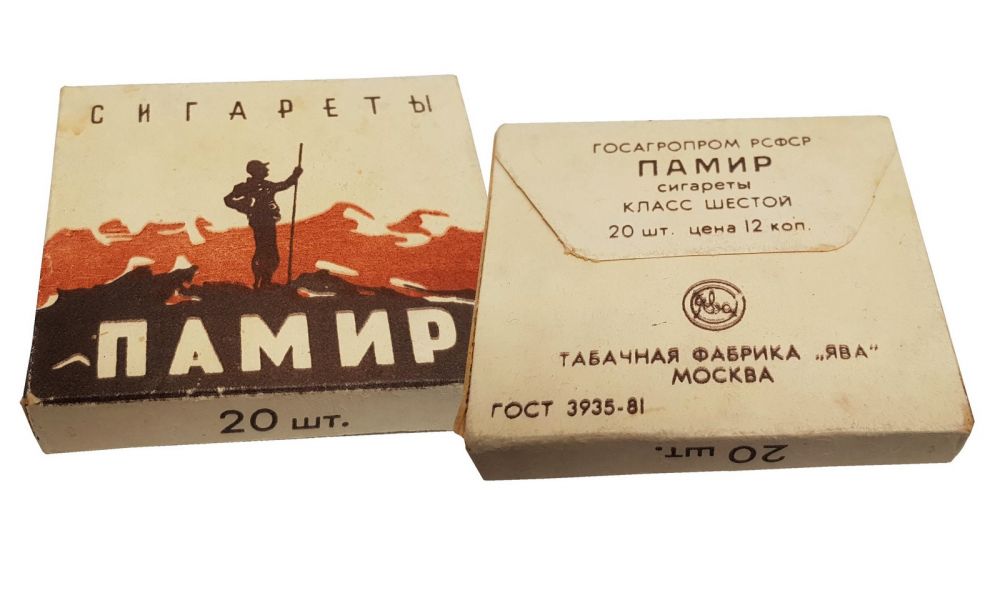 СИГАРЕТЫ
ПАМИР
20 шт.
ГОСАГРОПРОМ РСФСР
ПАМИР
сигареты
КЛАСС ШЕСТОЙ
20 шт. цена 12 коп.
Ява
ТАБАЧНАЯ ФАБРИКА „ЯВА"
МОСКВА
ГОСТ 3935-81
20 шт.